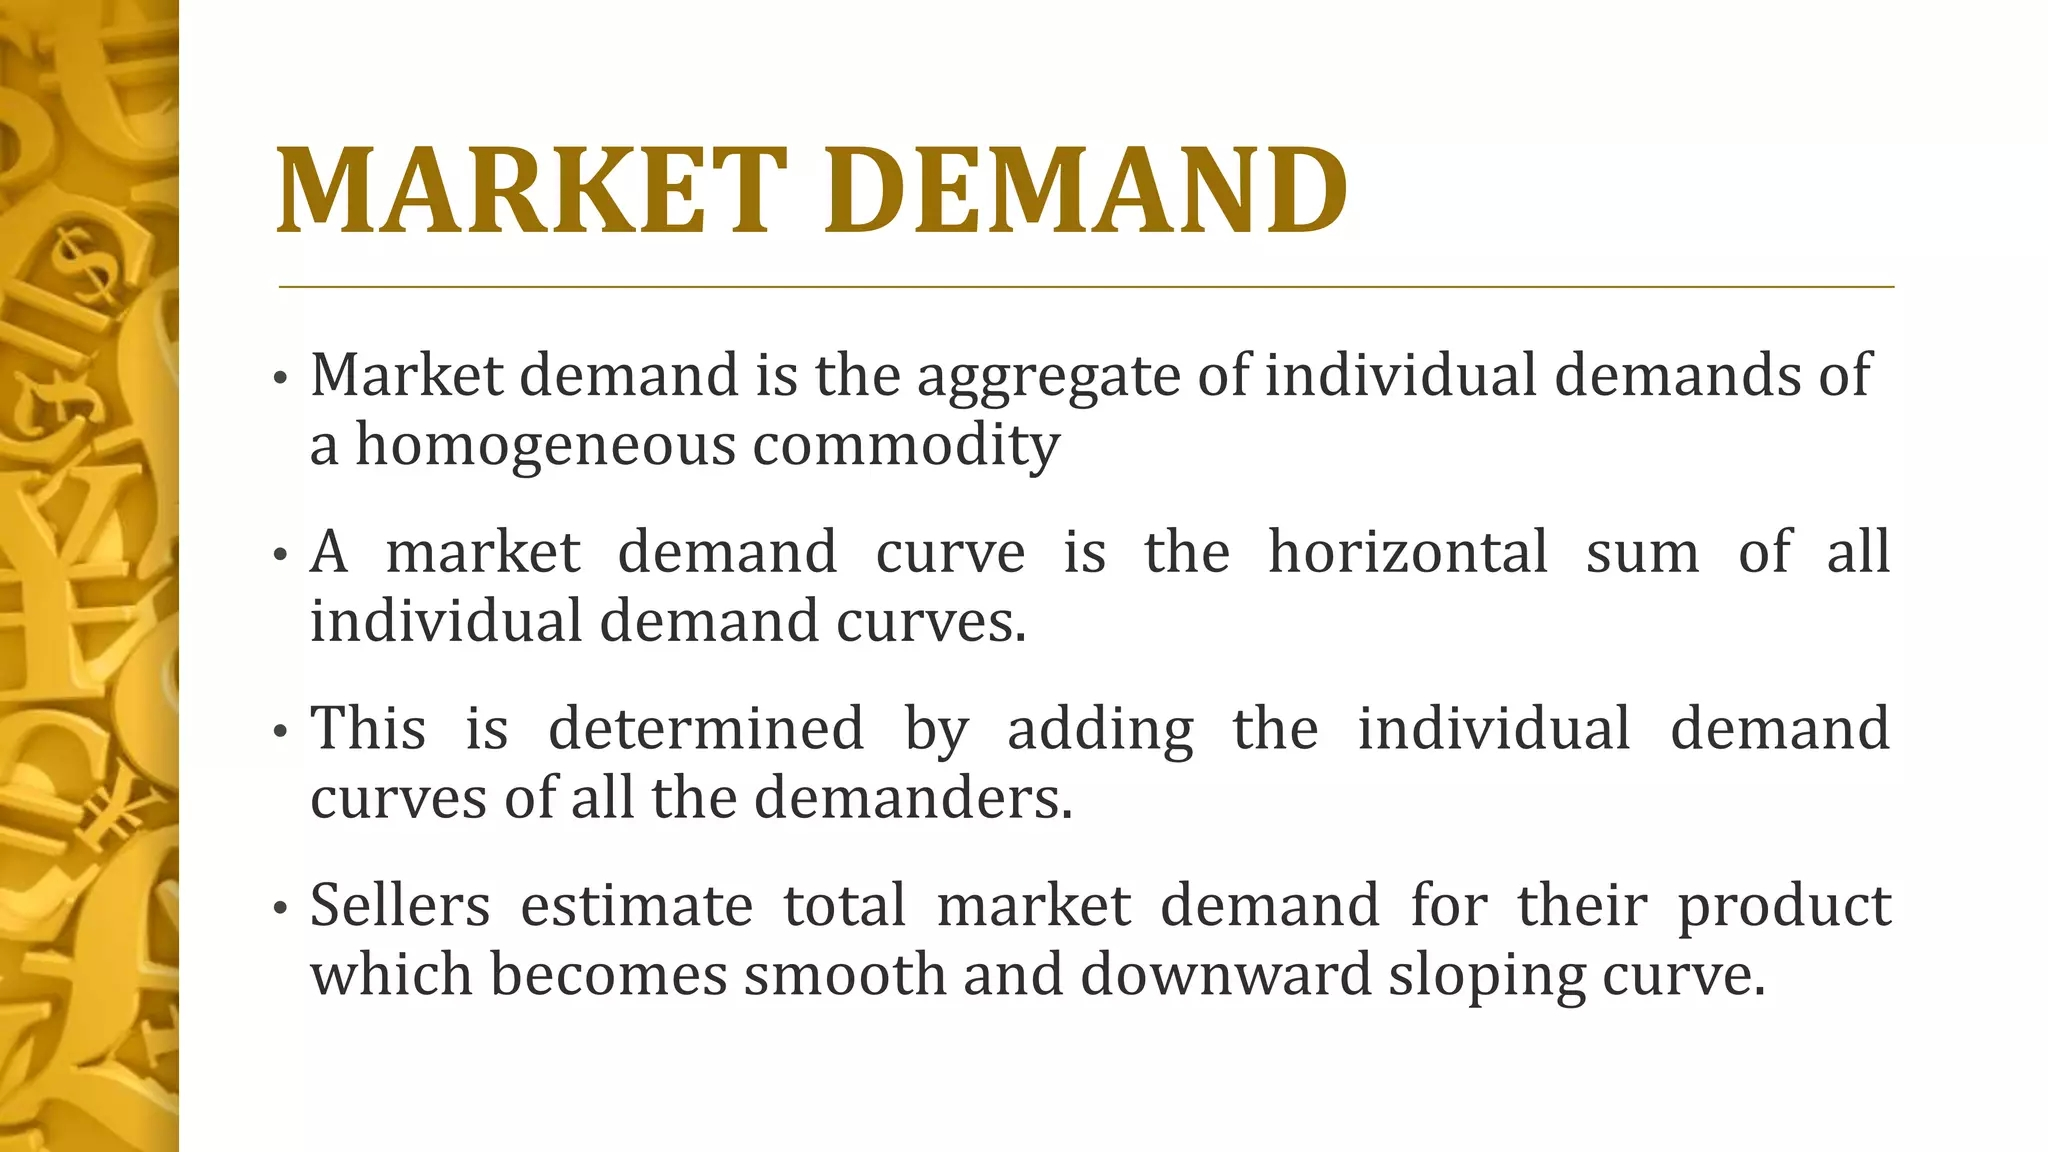 MARKET DEMAND
• Market demand is the aggregate of individual demands of
a homogeneous commodity
• A market demand curve is the horizontal sum of all
individual demand curves.
• This is determined by adding the individual demand
curves of all the demanders.
• Sellers estimate total market demand for their product
which becomes smooth and downward sloping curve.